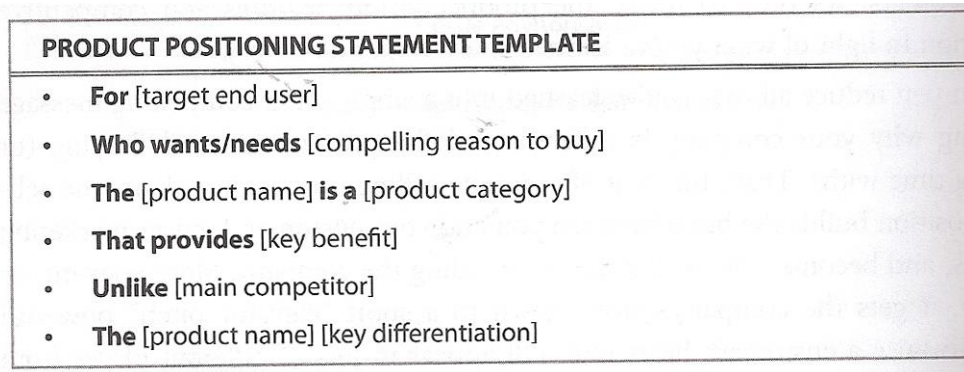 PRODUCT POSITIONING STATEMENT TEMPLATE
• For [target end user]
• Who wants/needs [compelling reason to buy]
• The [product name] is a [product category]
• That provides [key benefit]
• Unlike [main competitor]
• The [product name] [key differentiation]